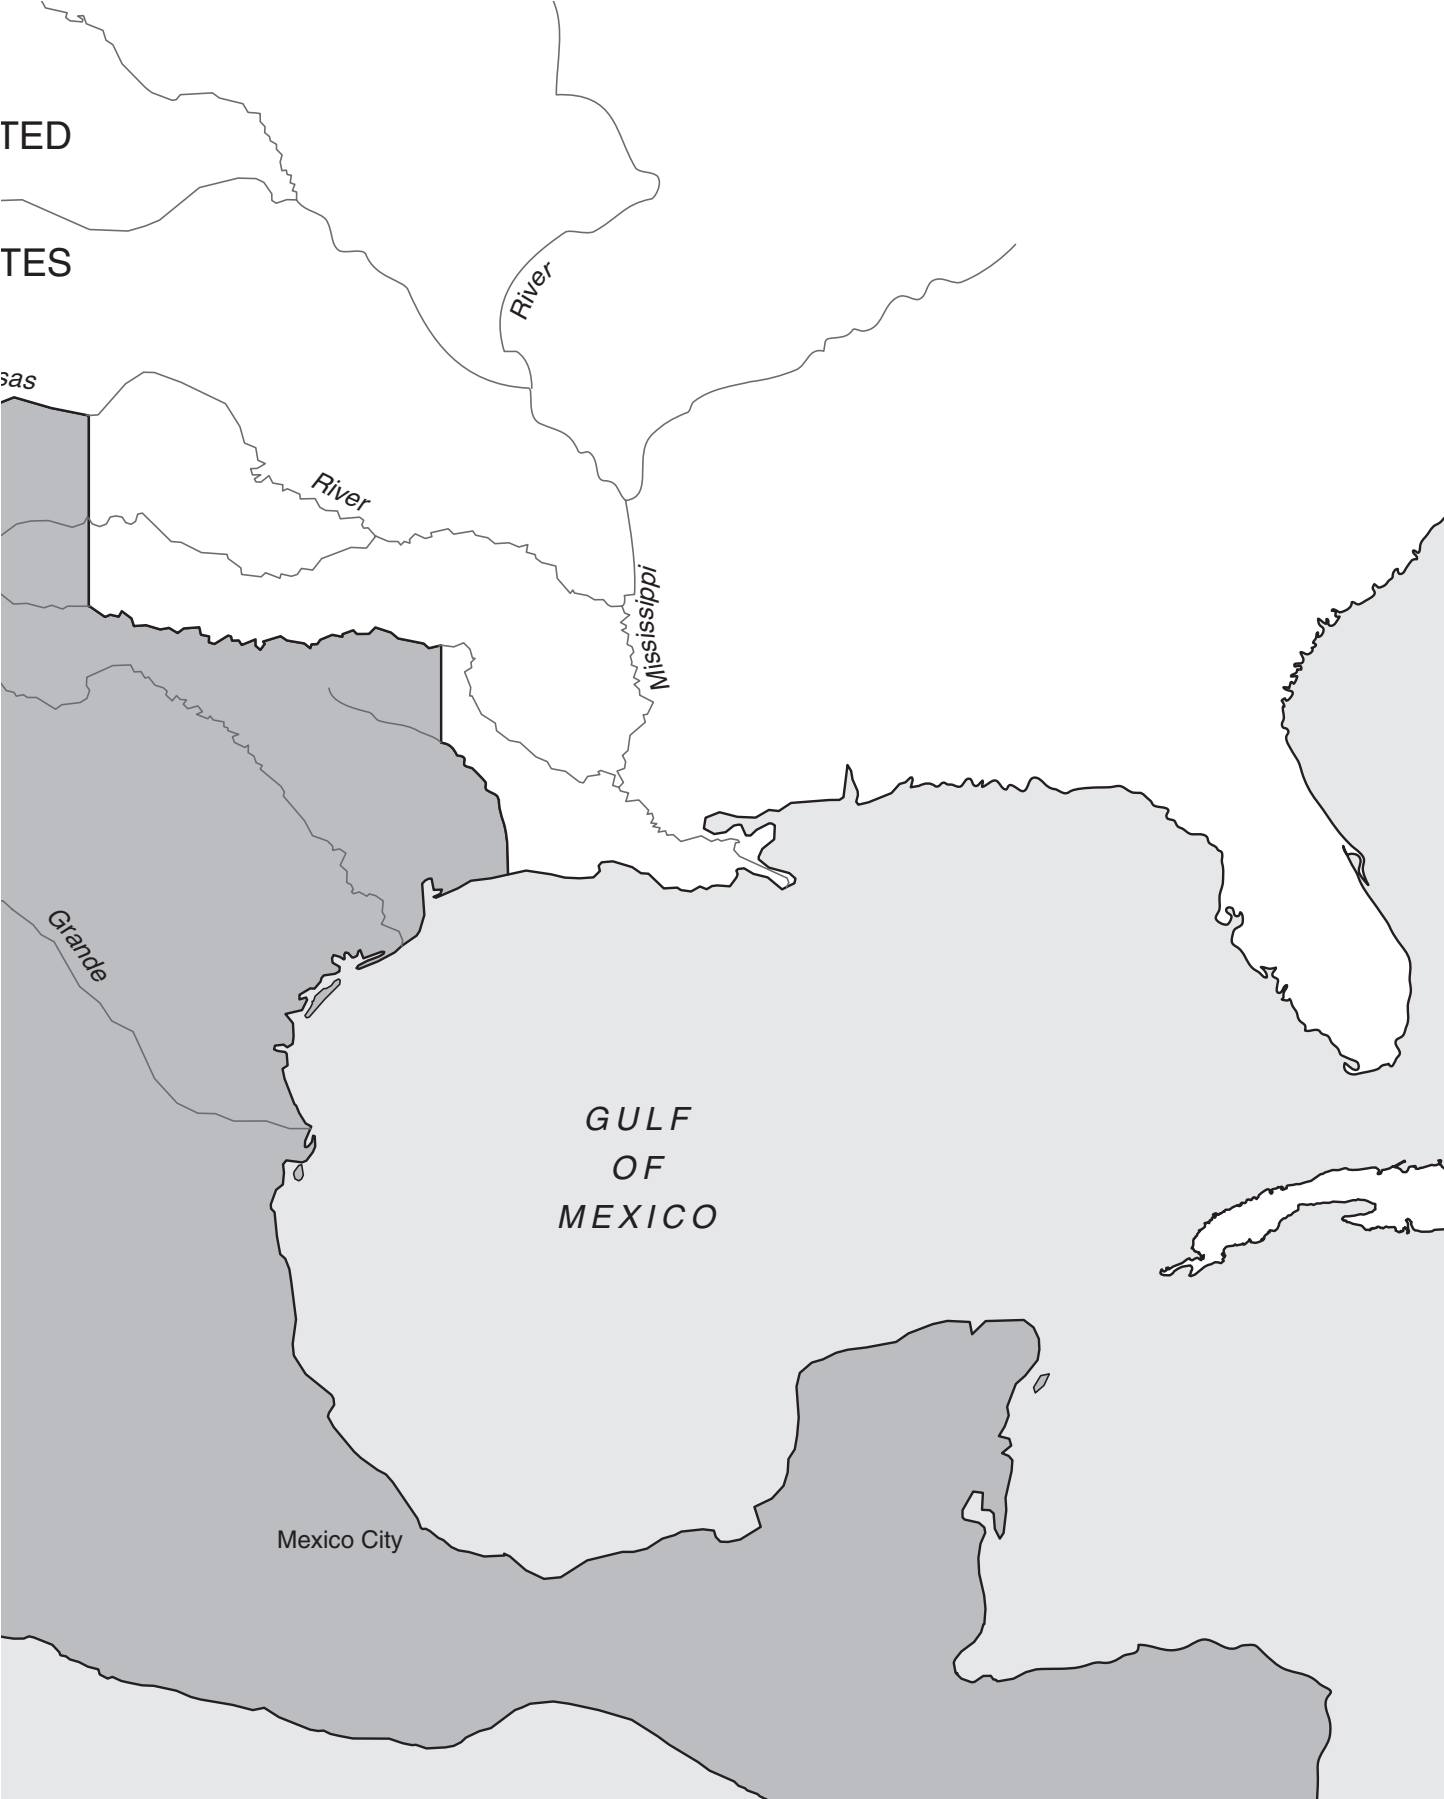 TED
TES
River
sas
River
Mississippi
Grande
GULF
OF
MEXICO
Mexico City